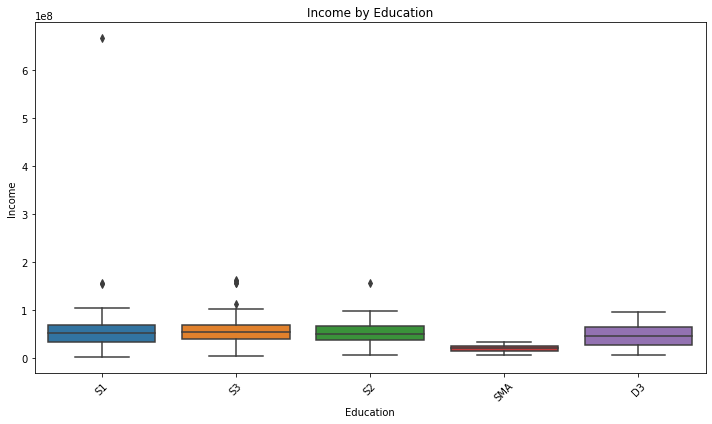 Income by Education
1e8
6
5
4
3
2
1
0
Income
S1
S3
S2
SMA
D3
Education